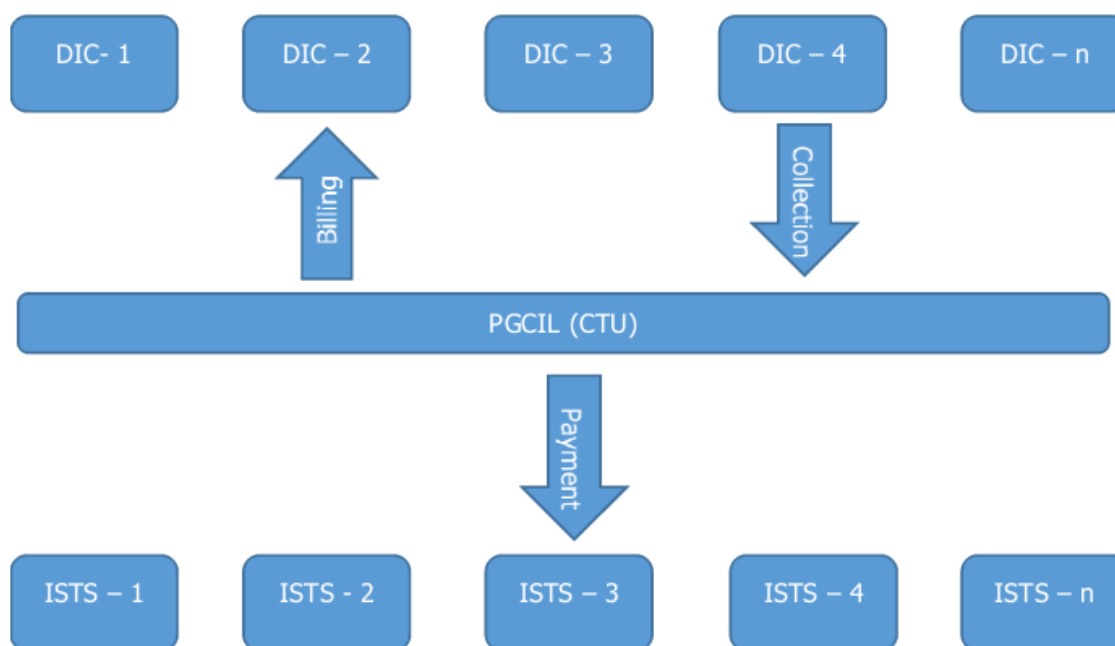 DIC- 1
DIC – 2
DIC – 3
DIC – 4
DIC – n
Billing
Collection
PGCIL (CTU)
Payment
ISTS – 1
ISTS - 2
ISTS – 3
ISTS – 4
ISTS – n